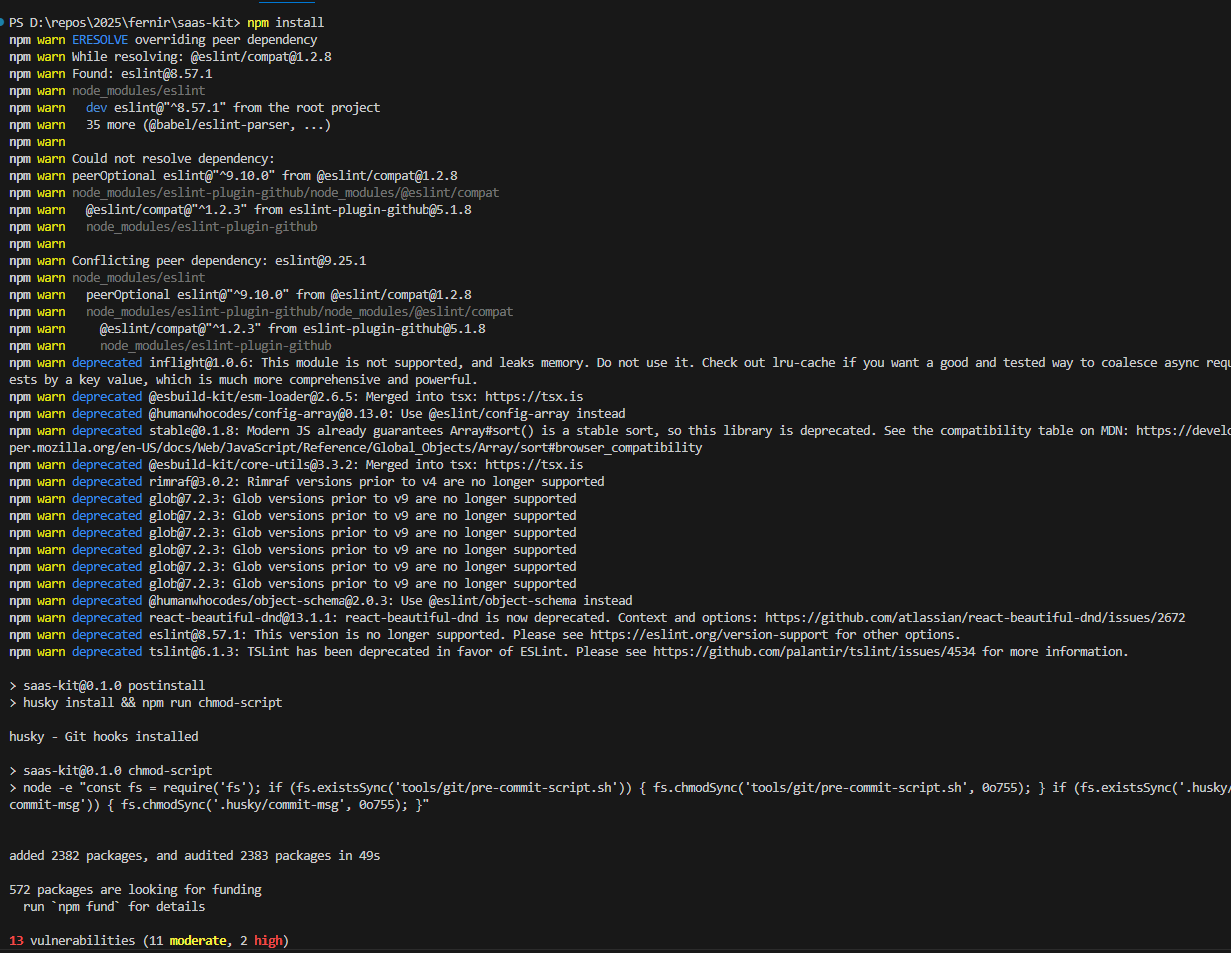 PS D:\repos\2025\fernir\saas-kit> npm install
npm warn ERESOLVE overriding peer dependency
npm warn While resolving: @eslint/compat@1.2.8
npm warn Found: eslint@8.57.1
npm warn node_modules/eslint
npm warn   dev eslint@"^8.57.1" from the root project
npm warn   35 more (@babel/eslint-parser, ...)
npm warn
npm warn Could not resolve dependency:
npm warn peerOptional eslint@"^9.10.0" from @eslint/compat@1.2.8
npm warn node_modules/eslint-plugin-github/node_modules/@eslint/compat
npm warn   @eslint/compat@"^1.2.3" from eslint-plugin-github@5.1.8
npm warn   node_modules/eslint-plugin-github
npm warn
npm warn Conflicting peer dependency: eslint@9.25.1
npm warn node_modules/eslint
npm warn   peerOptional eslint@"^9.10.0" from @eslint/compat@1.2.8
npm warn   node_modules/eslint-plugin-github/node_modules/@eslint/compat
npm warn     @eslint/compat@"^1.2.3" from eslint-plugin-github@5.1.8
npm warn     node_modules/eslint-plugin-github
npm warn deprecated inflight@1.0.6: This module is not supported, and leaks memory. Do not use it. Check out lru-cache if you want a good and tested way to coalesce async requ
ests by a key value, which is much more comprehensive and powerful.
npm warn deprecated @esbuild-kit/esm-loader@2.6.5: Merged into tsx: https://tsx.is
npm warn deprecated @humanwhocodes/config-array@0.13.0: Use @eslint/config-array instead
npm warn deprecated stable@0.1.8: Modern JS already guarantees Array#sort() is a stable sort, so this library is deprecated. See the compatibility table on MDN: https://develo
per.mozilla.org/en-US/docs/Web/JavaScript/Reference/Global_Objects/Array/sort#browser_compatibility
npm warn deprecated @esbuild-kit/core-utils@3.3.2: Merged into tsx: https://tsx.is
npm warn deprecated rimraf@3.0.2: Rimraf versions prior to v4 are no longer supported
npm warn deprecated glob@7.2.3: Glob versions prior to v9 are no longer supported
npm warn deprecated glob@7.2.3: Glob versions prior to v9 are no longer supported
npm warn deprecated glob@7.2.3: Glob versions prior to v9 are no longer supported
npm warn deprecated glob@7.2.3: Glob versions prior to v9 are no longer supported
npm warn deprecated glob@7.2.3: Glob versions prior to v9 are no longer supported
npm warn deprecated glob@7.2.3: Glob versions prior to v9 are no longer supported
npm warn deprecated @humanwhocodes/object-schema@2.0.3: Use @eslint/object-schema instead
npm warn deprecated react-beautiful-dnd@13.1.1: react-beautiful-dnd is now deprecated. Context and options: https://github.com/atlassian/react-beautiful-dnd/issues/2672
npm warn deprecated eslint@8.57.1: This version is no longer supported. Please see https://eslint.org/version-support for other options.
npm warn deprecated tslint@6.1.3: TSLint has been deprecated in favor of ESLint. Please see https://github.com/palantir/tslint/issues/4534 for more information.
> saas-kit@0.1.0 postinstall
> husky install && npm run chmod-script
husky - Git hooks installed
> saas-kit@0.1.0 chmod-script
> node -e "const fs = require('fs'); if (fs.existsSync('tools/git/pre-commit-script.sh')) { fs.chmodSync('tools/git/pre-commit-script.sh', 0o755); } if (fs.existsSync('.husky/
commit-msg')) { fs.chmodSync('.husky/commit-msg', 0o755); }"
added 2382 packages, and audited 2383 packages in 49s
572 packages are looking for funding
  run `npm fund` for details
13 vulnerabilities (11 moderate, 2 high)